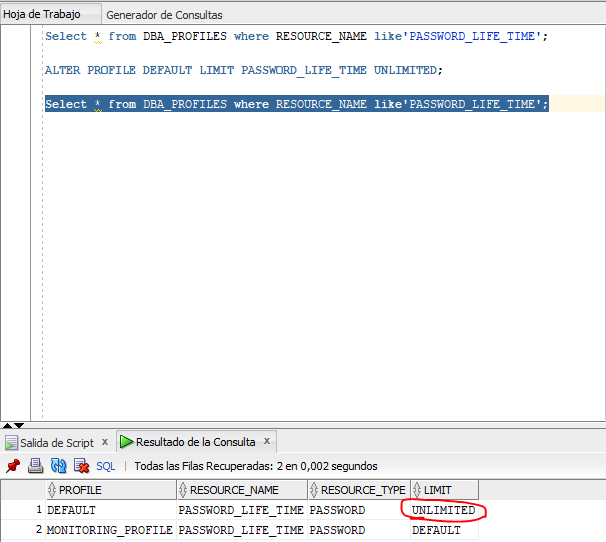 Hoja de Trabajo Generador de Consultas
Select * from DBA_PROFILES where RESOURCE_NAME like'PASSWORD_LIFE_TIME';
ALTER PROFILE DEFAULT LIMIT PASSWORD_LIFE_TIME UNLIMITED;
Select * from DBA_PROFILES where RESOURCE_NAME like'PASSWORD_LIFE_TIME';
Salida de Script x Resultado de la Consulta x
SQL | Todas las Filas Recuperadas: 2 en 0,002 segundos
PROFILE RESOURCE_NAME RESOURCE_TYPE LIMIT
1 DEFAULT PASSWORD_LIFE_TIME PASSWORD UNLIMITED
2 MONITORING_PROFILE PASSWORD_LIFE_TIME PASSWORD DEFAULT